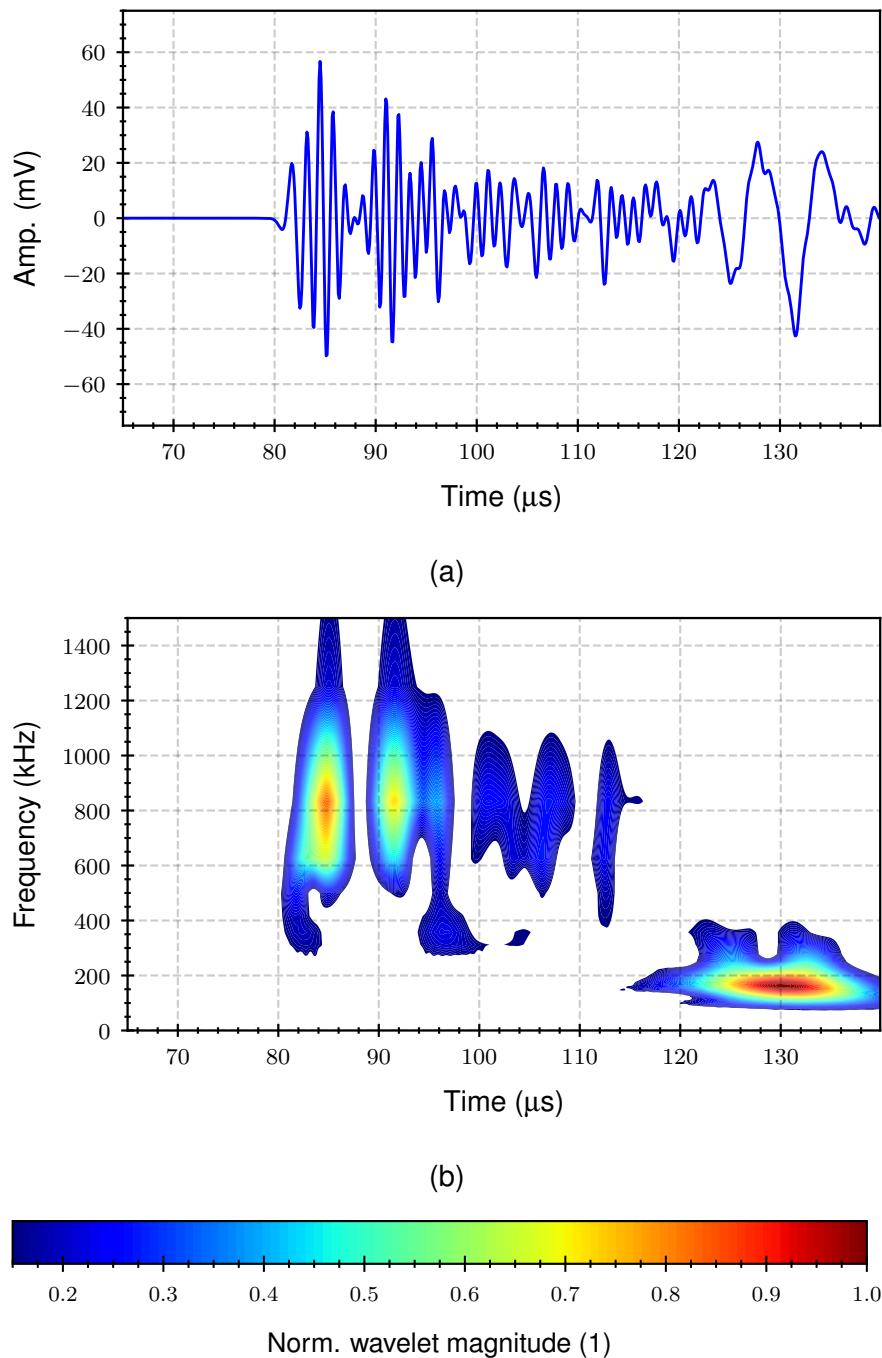 60
40
20
0
−20
−40
−60
Amp. (mV)
70 80 90 100 110 120 130
Time (μs)
(a)
1400
1200
1000
800
600
400
200
0
Frequency (kHz)
70 80 90 100 110 120 130
Time (μs)
(b)
0.2 0.3 0.4 0.5 0.6 0.7 0.8 0.9 1.0
Norm. wavelet magnitude (1)